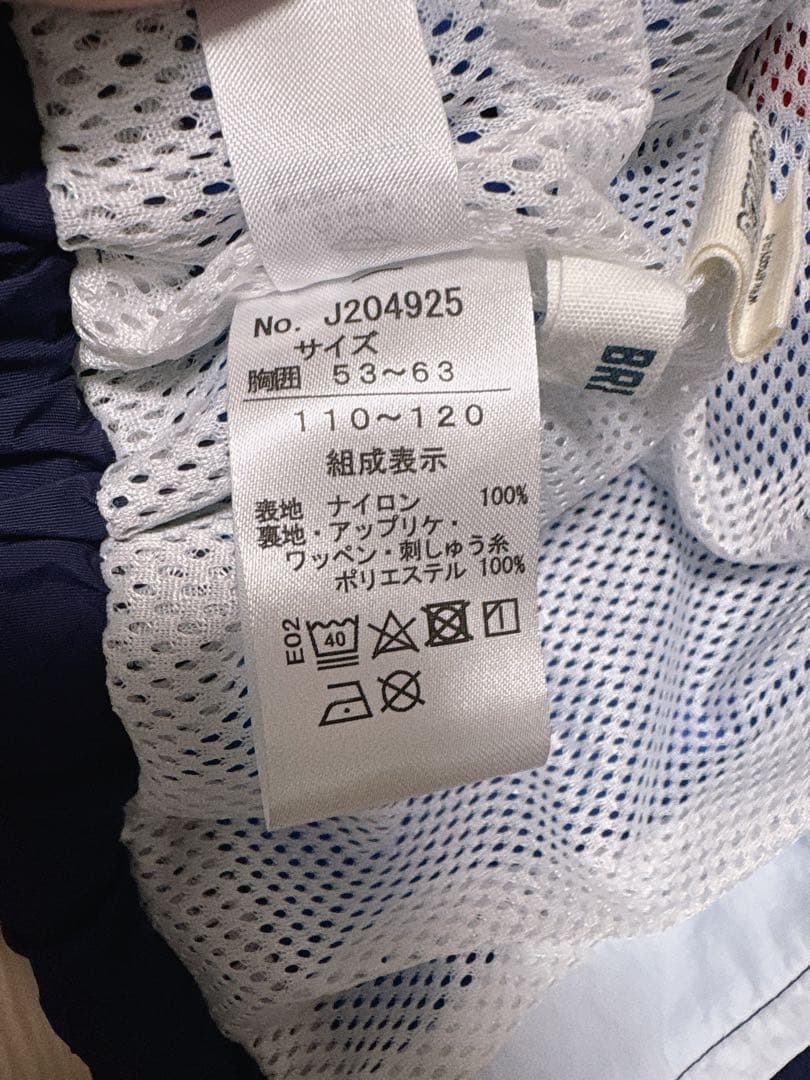 No. J204925
サイズ
胸囲 53～63
110～120
組成表示
表地 ナイロン 100%
裏地・アップリケ・
ワッペン・刺しゅう糸
ポリエステル 100%
E02
40
BRI